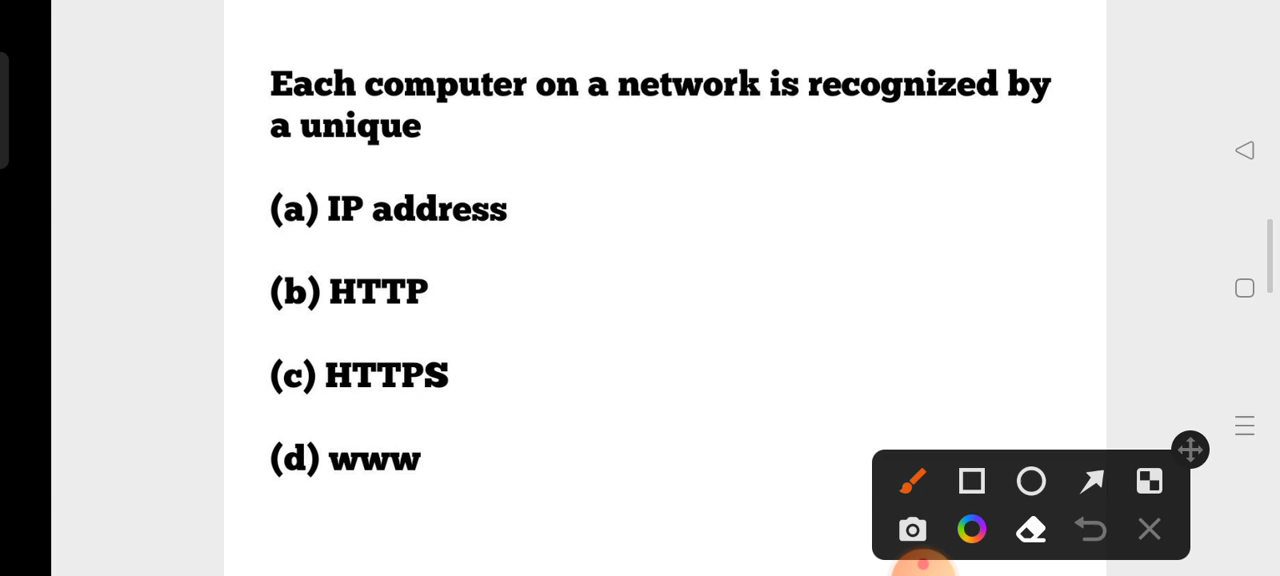 Each computer on a network is recognized by
a unique
(a) IP address
(b) HTTP
(c) HTTPS
(d) www